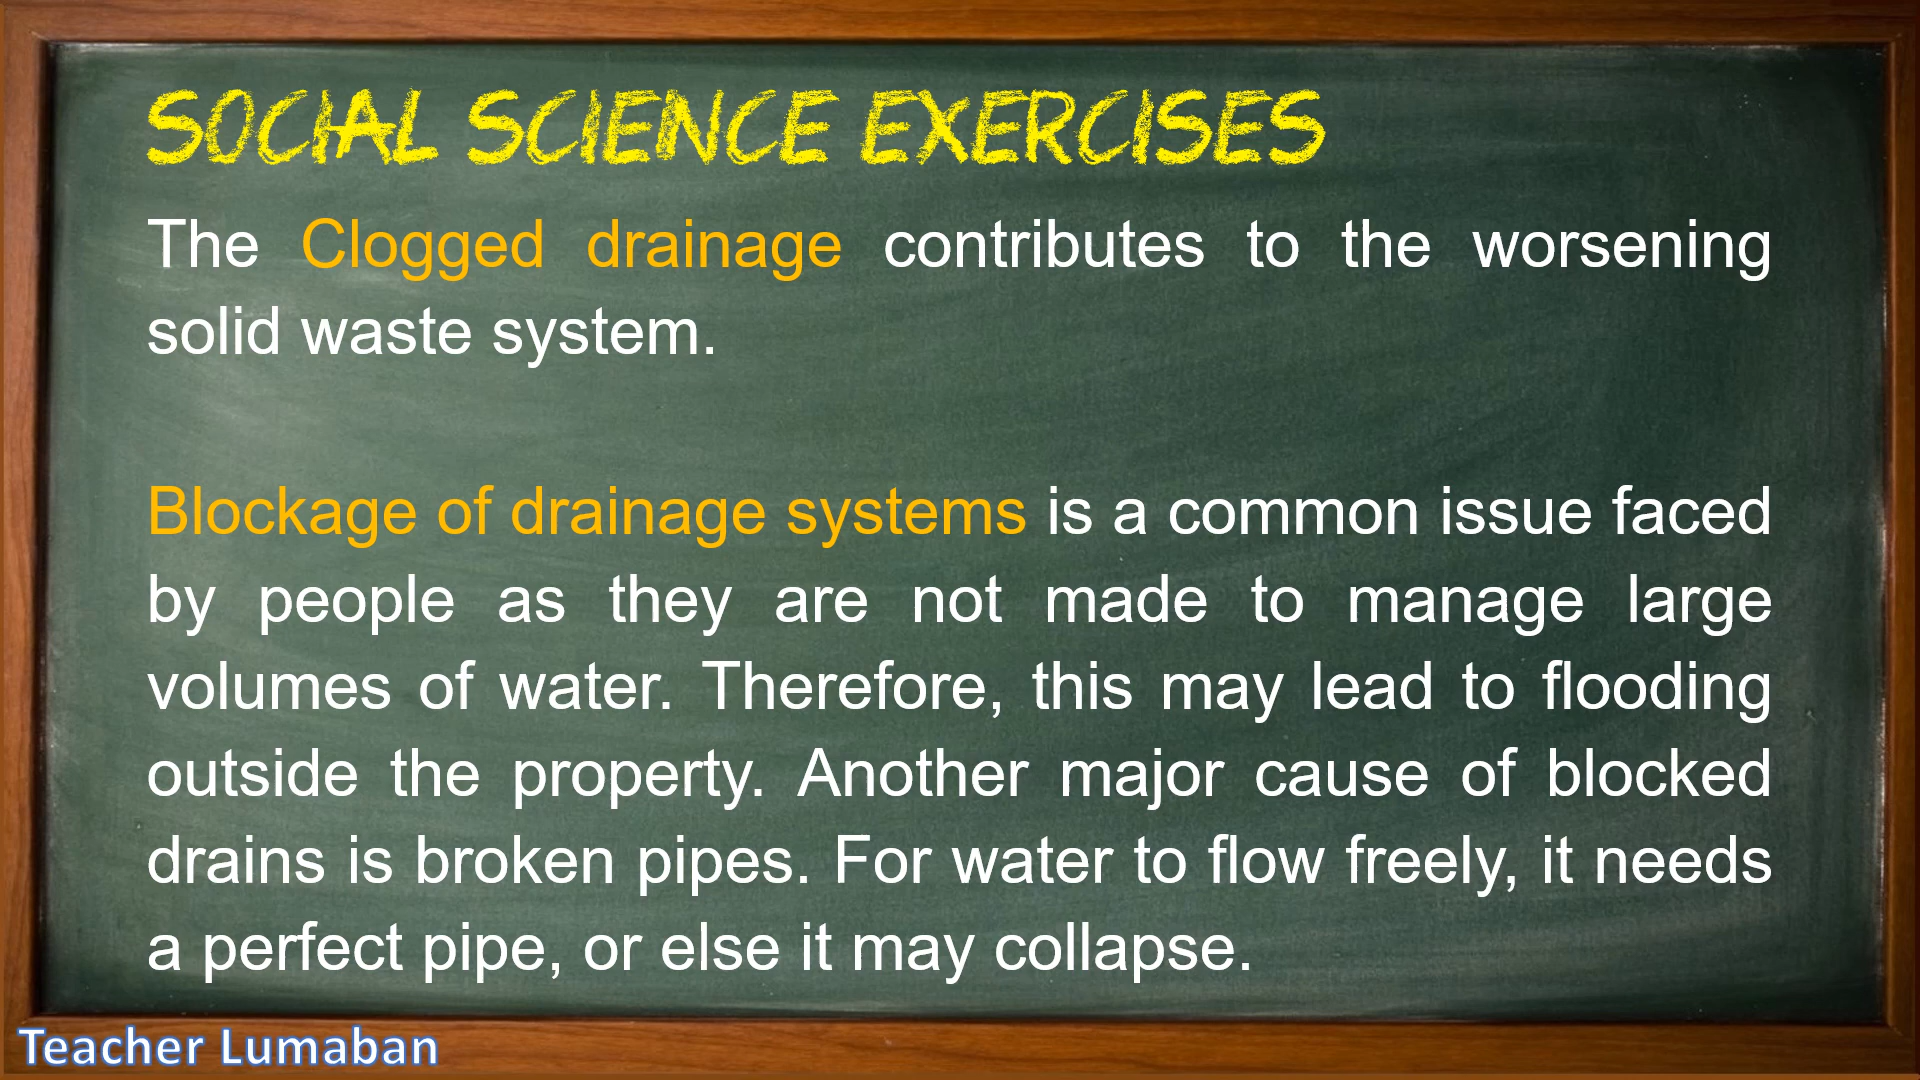 SOCIAL SCIENCE EXERCISES
The Clogged drainage contributes to the worsening
solid waste system.
Blockage of drainage systems is a common issue faced
by people as they are not made to manage large
volumes of water. Therefore, this may lead to flooding
outside the property. Another major cause of blocked
drains is broken pipes. For water to flow freely, it needs
a perfect pipe, or else it may collapse.
Teacher Lumaban